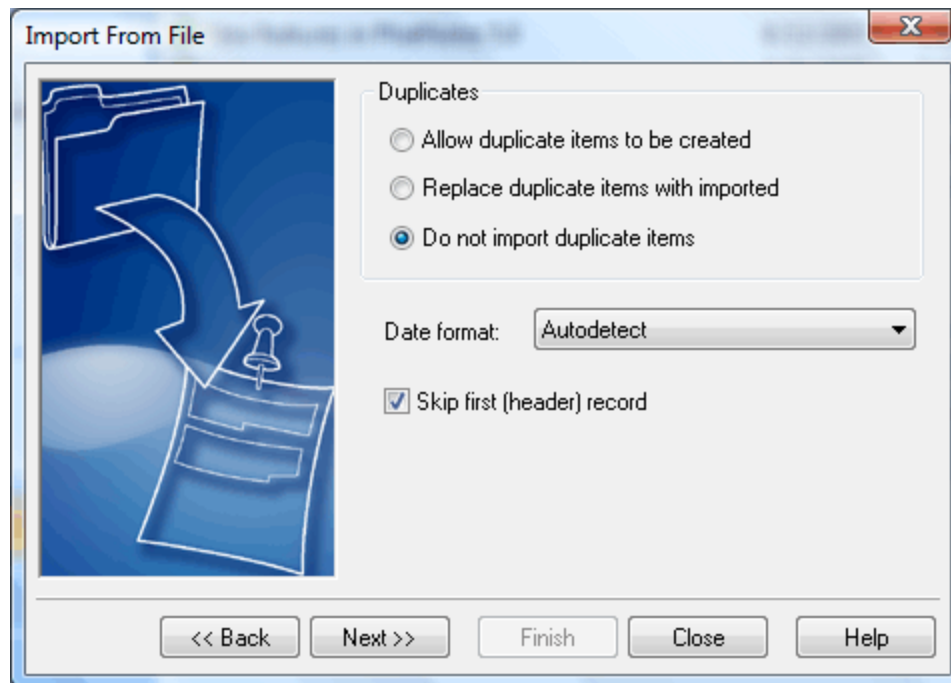 Import From File
Duplicates
Allow duplicate items to be created
Replace duplicate items with imported
Do not import duplicate items
Date format: Autodetect
Skip first (header) record
<< Back Next >> Finish Close Help